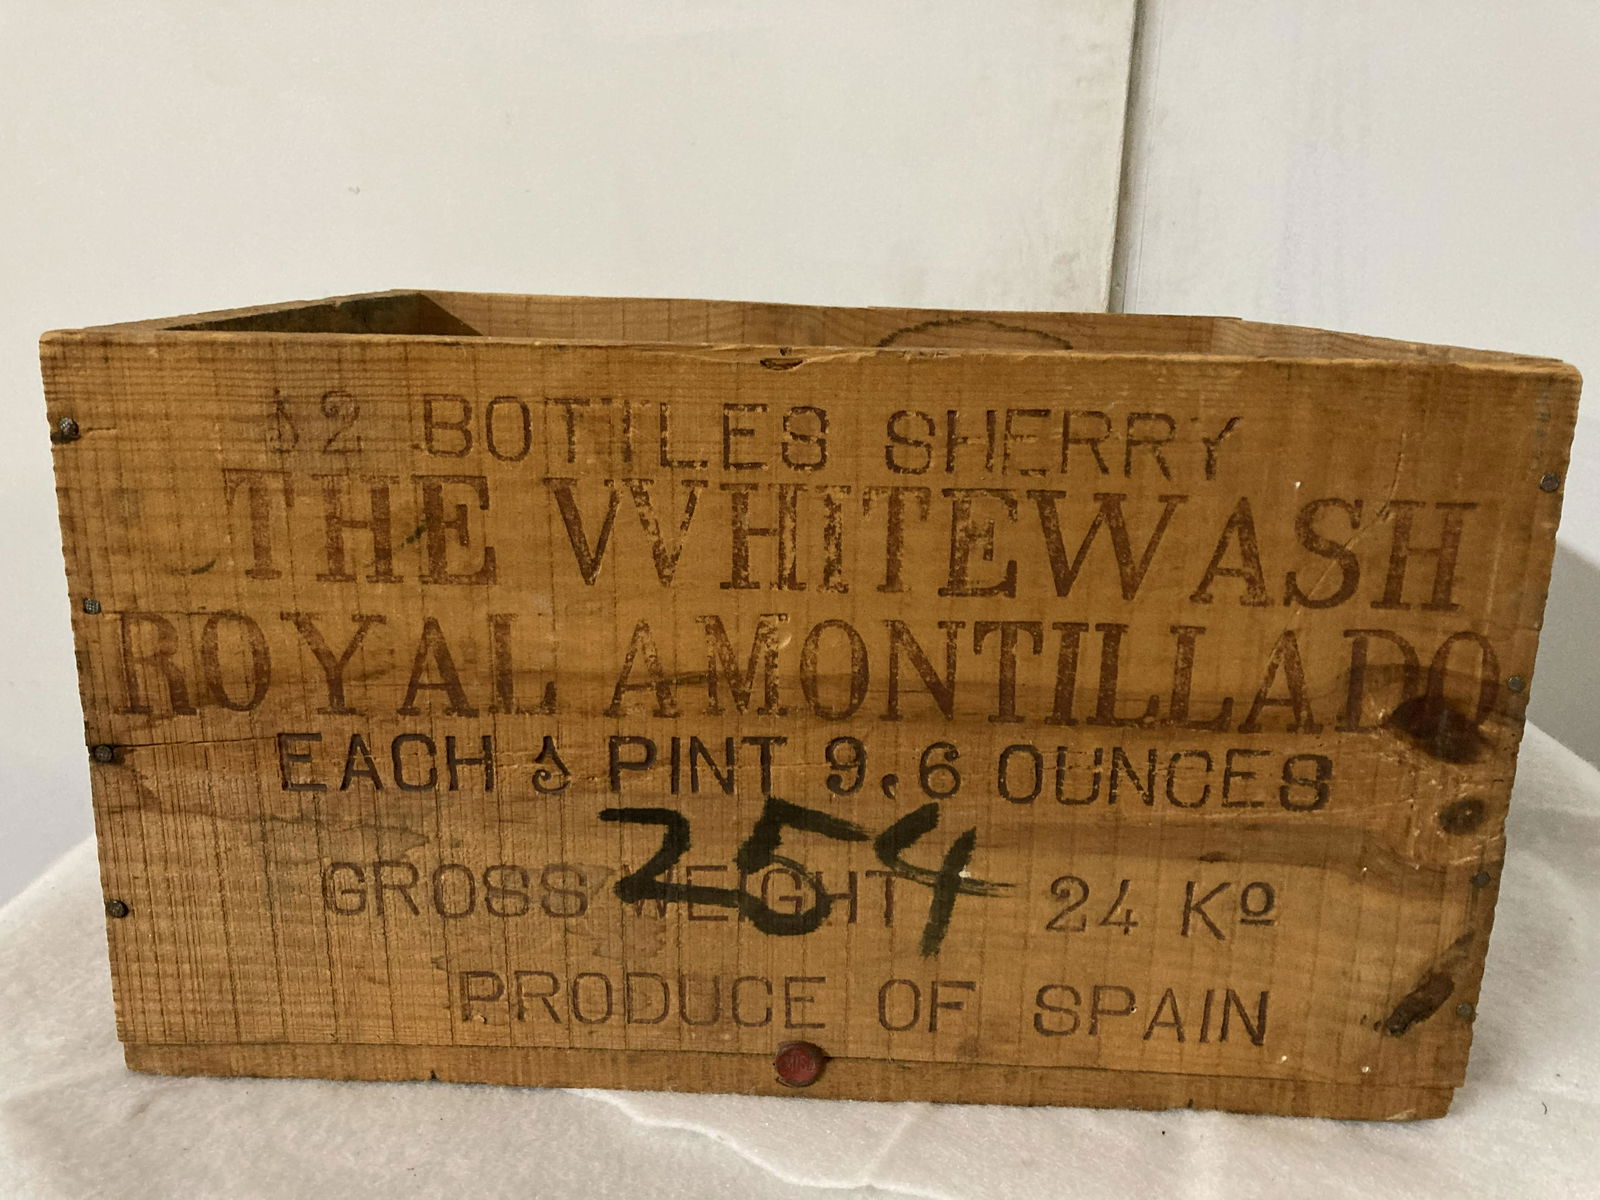 12 BOTTLES SHERRY
THE WHITEWASH
ROYAL AMONTILLADO
EACH 1 PINT 9.6 OUNCES
254
GROSS WEIGHT 24 Kº
PRODUCE OF SPAIN